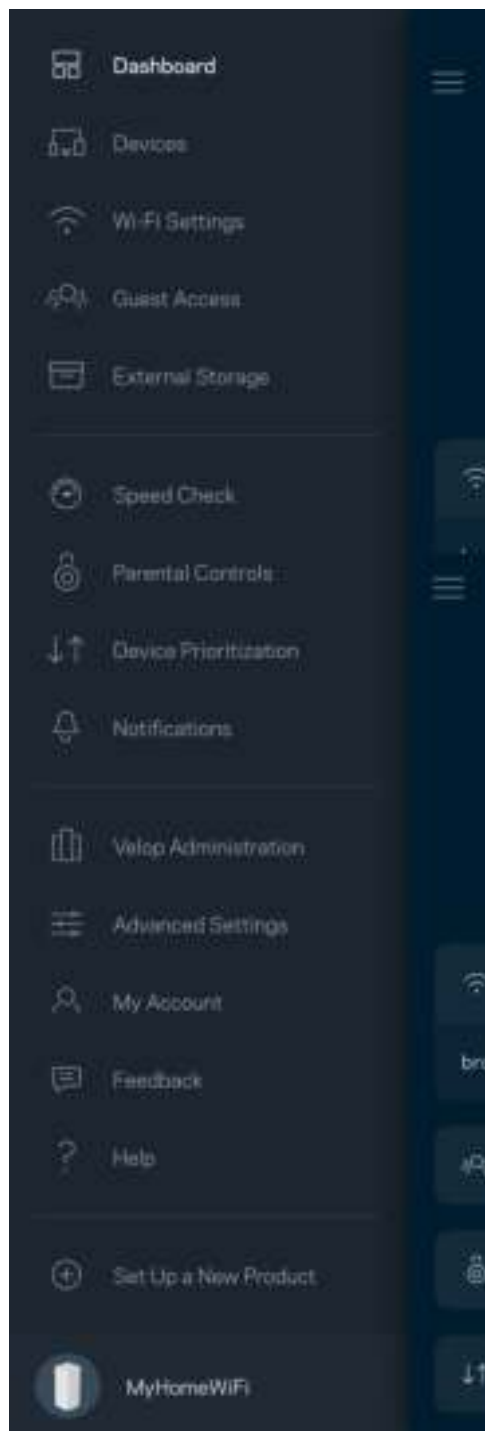 Dashboard
Devices
Wi-Fi Settings
Guest Access
External Storage
Speed Check
Parental Controls
Device Prioritization
Notifications
Velop Administration
Advanced Settings
My Account
Feedback
Help
Set Up a New Product
MyHomeWiFi